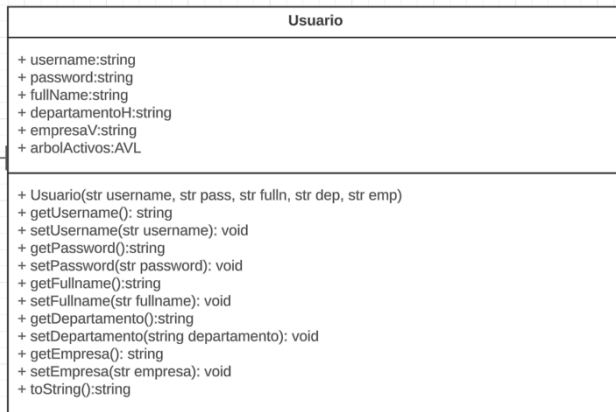 Usuario
+ username:string
+ password:string
+ fullName:string
+ departamentoH:string
+ empresaV:string
+ arbolActivos:AVL
+ Usuario(str username, str pass, str fulln, str dep, str emp)
+ getUsername(): string
+ setUsername(str username): void
+ getPassword():string
+ setPassword(str password): void
+ getFullname():string
+ setFullname(str fullname): void
+ getDepartamento():string
+ setDepartamento(string departamento): void
+ getEmpresa(): string
+ setEmpresa(str empresa): void
+ toString():string